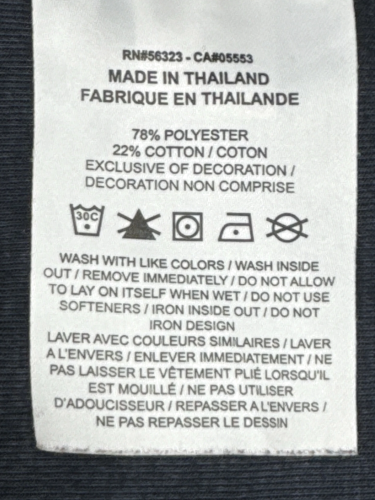 RN#56323 - CA#05553
MADE IN THAILAND
FABRIQUE EN THAILANDE
78% POLYESTER
22% COTTON / COTON
EXCLUSIVE OF DECORATION /
DECORATION NON COMPRISE
30C
WASH WITH LIKE COLORS / WASH INSIDE
OUT / REMOVE IMMEDIATELY / DO NOT ALLOW
TO LAY ON ITSELF WHEN WET / DO NOT USE
SOFTENERS / IRON INSIDE OUT / DO NOT
IRON DESIGN
LAVER AVEC COULEURS SIMILAIRES / LAVER
A L'ENVERS / ENLEVER IMMEDIATEMENT / NE
PAS LAISSER LE VÊTEMENT PLIÉ LORSQU'IL
EST MOUILLÉ / NE PAS UTILISER
D'ADOUCISSEUR / REPASSER A L'ENVERS /
NE PAS REPASSER LE DESSIN